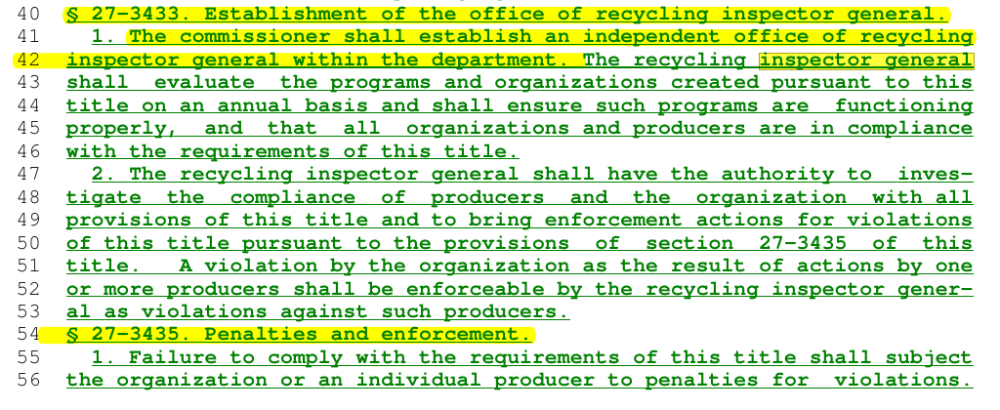 40 § 27-3433. Establishment of the office of recycling inspector general.
41 1. The commissioner shall establish an independent office of recycling
42 inspector general within the department. The recycling inspector general
43 shall evaluate the programs and organizations created pursuant to this
44 title on an annual basis and shall ensure such programs are functioning
45 properly, and that all organizations and producers are in compliance
46 with the requirements of this title.
47 2. The recycling inspector general shall have the authority to inves-
48 tigate the compliance of producers and the organization with all
49 provisions of this title and to bring enforcement actions for violations
50 of this title pursuant to the provisions of section 27-3435 of this
51 title. A violation by the organization as the result of actions by one
52 or more producers shall be enforceable by the recycling inspector gener-
53 al as violations against such producers.
54 § 27-3435. Penalties and enforcement.
55 1. Failure to comply with the requirements of this title shall subject
56 the organization or an individual producer to penalties for violations.